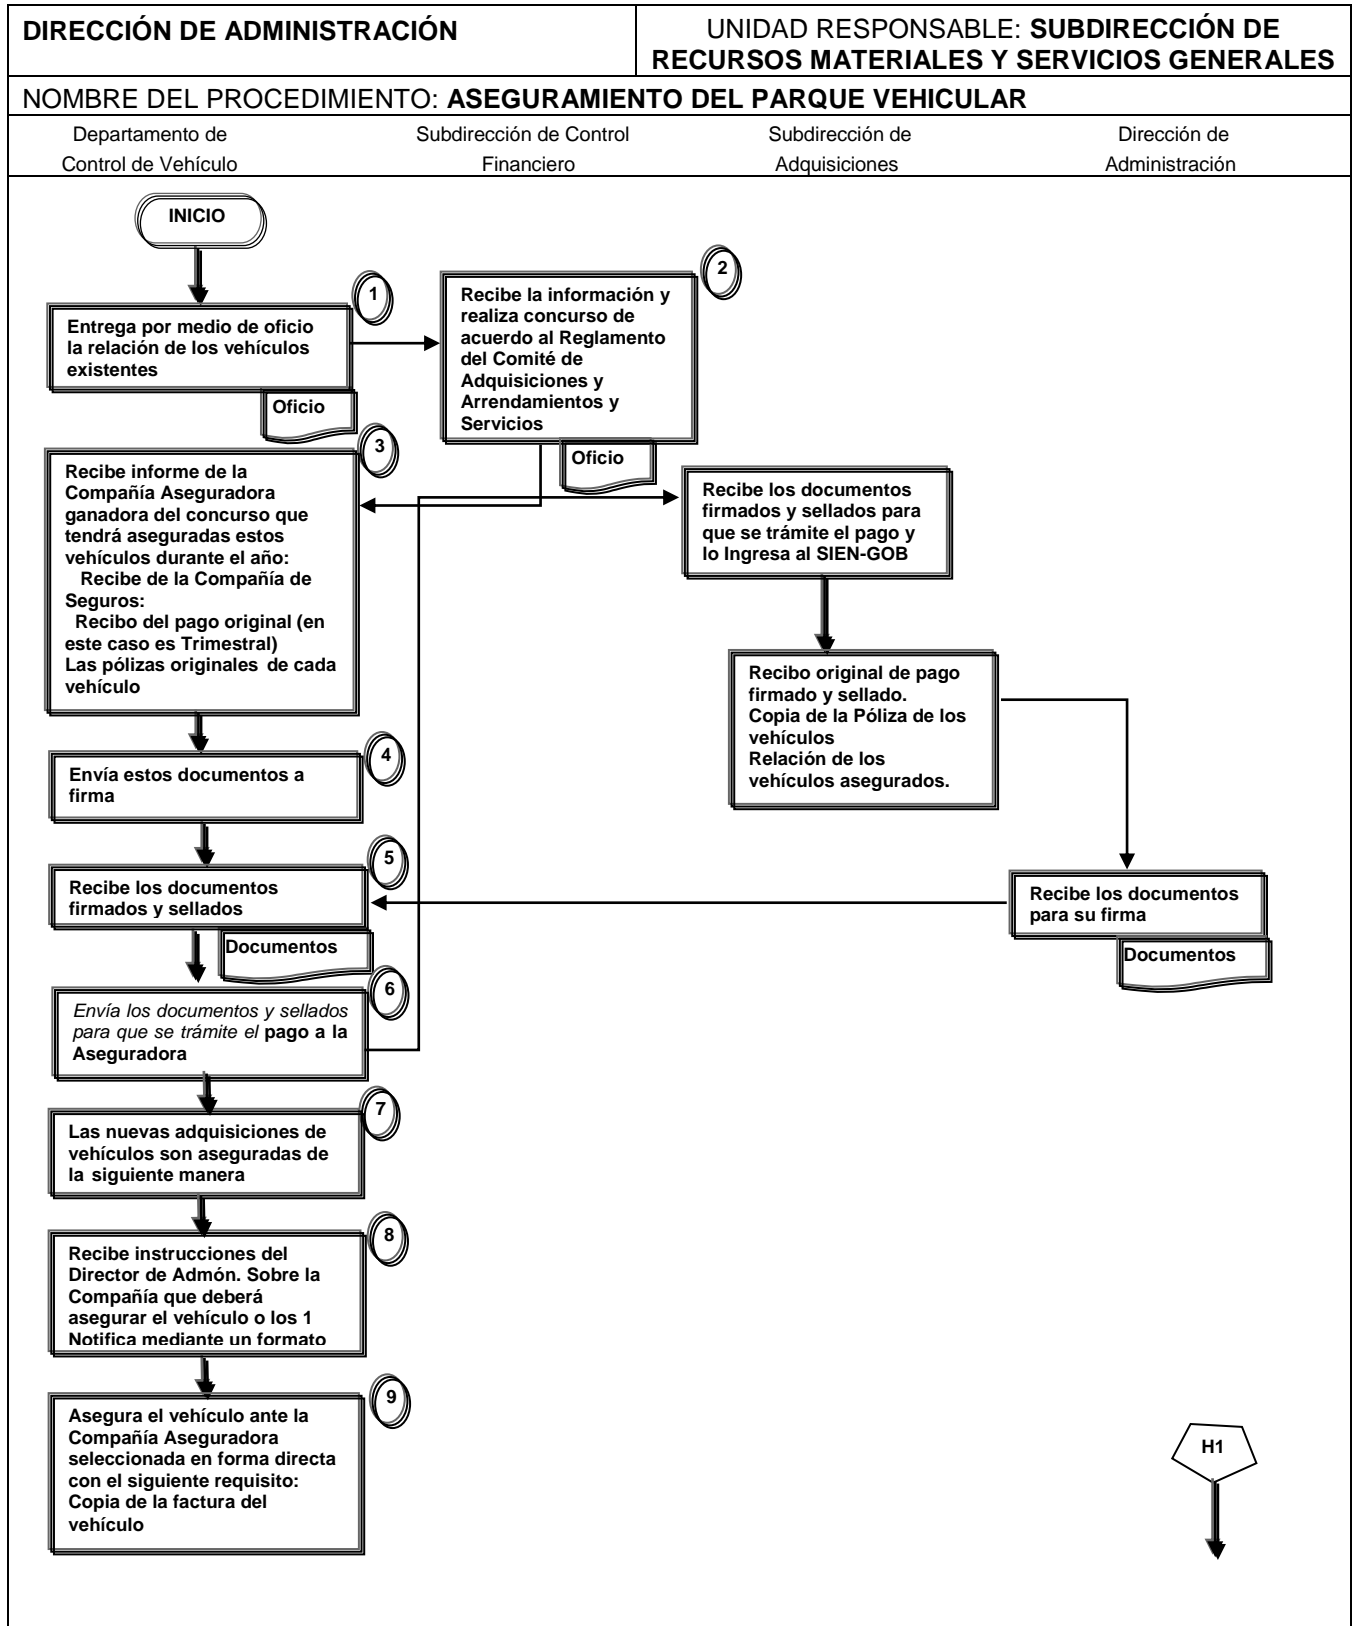 DIRECCIÓN DE ADMINISTRACIÓN
UNIDAD RESPONSABLE: SUBDIRECCIÓN DE
RECURSOS MATERIALES Y SERVICIOS GENERALES
NOMBRE DEL PROCEDIMIENTO: ASEGURAMIENTO DEL PARQUE VEHICULAR
Departamento de
Control de Vehículo
Subdirección de Control
Financiero
Subdirección de
Adquisiciones
Dirección de
Administración
INICIO
1
Entrega por medio de oficio
la relación de los vehículos
existentes
Oficio
2
Recibe la información y
realiza concurso de
acuerdo al Reglamento
del Comité de
Adquisiciones y
Arrendamientos y
Servicios
Oficio
3
Recibe informe de la
Compañía Aseguradora
ganadora del concurso que
tendrá aseguradas estos
vehículos durante el año:
Recibe de la Compañía de
Seguros:
Recibo del pago original (en
este caso es Trimestral)
Las pólizas originales de cada
vehículo
Recibe los documentos
firmados y sellados para
que se trámite el pago y
lo Ingresa al SIEN-GOB
Recibo original de pago
firmado y sellado.
Copia de la Póliza de los
vehículos
Relación de los
vehículos asegurados.
4
Envía estos documentos a
firma
5
Recibe los documentos
firmados y sellados
Documentos
Recibe los documentos
para su firma
Documentos
6
Envía los documentos y sellados
para que se trámite el pago a la
Aseguradora
7
Las nuevas adquisiciones de
vehículos son aseguradas de
la siguiente manera
8
Recibe instrucciones del
Director de Admón. Sobre la
Compañía que deberá
asegurar el vehículo o los 1
Notifica mediante un formato
9
Asegura el vehículo ante la
Compañía Aseguradora
seleccionada en forma directa
con el siguiente requisito:
Copia de la factura del
vehículo
H1